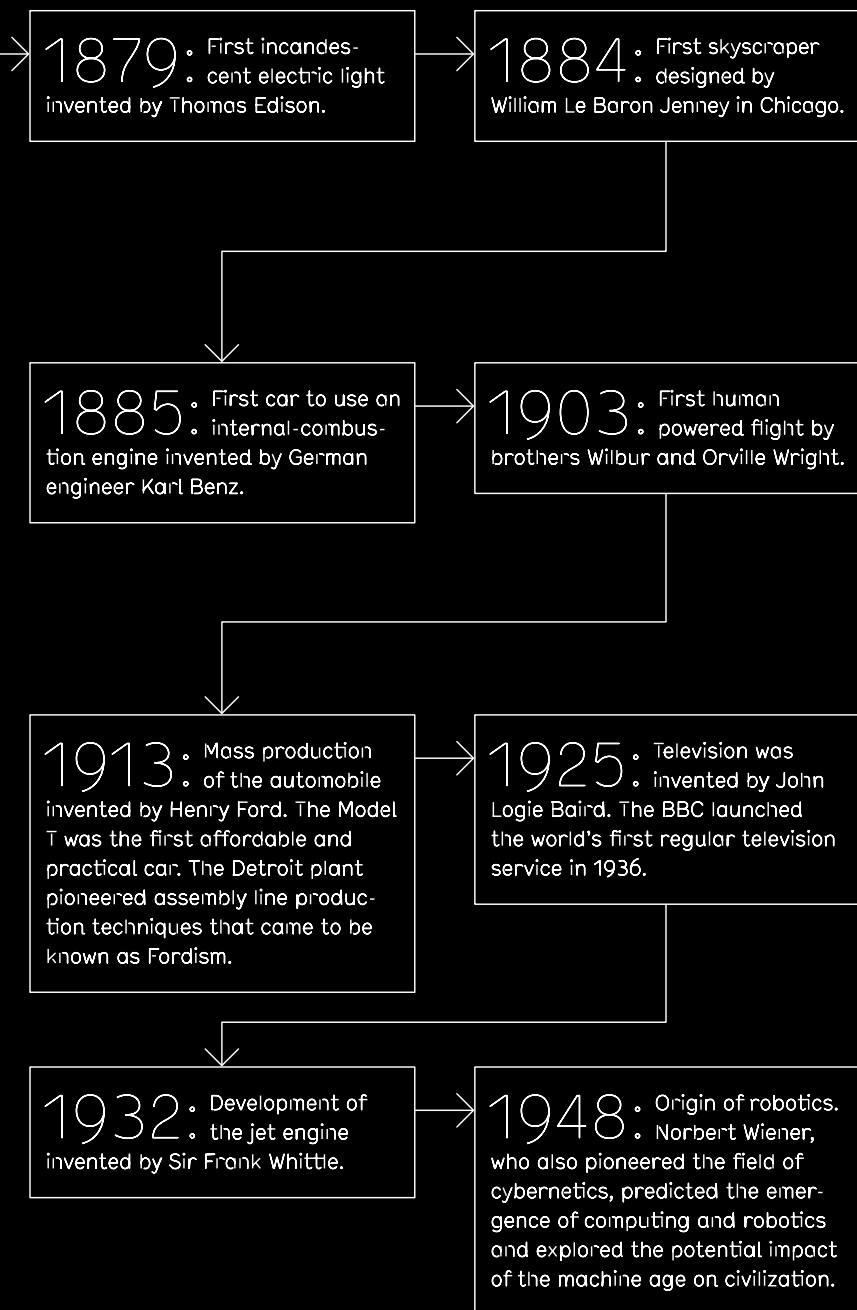 1879: First incandes-
cent electric light
invented by Thomas Edison.
1884: First skyscraper
designed by
William Le Baron Jenney in Chicago.
1885: First car to use an
internal-combus-
tion engine invented by German
engineer Karl Benz.
1903: First human
powered flight by
brothers Wilbur and Orville Wright.
1913: Mass production
of the automobile
invented by Henry Ford. The Model
T was the first affordable and
practical car. The Detroit plant
pioneered assembly line produc-
tion techniques that came to be
known as Fordism.
1925: Television was
invented by John
Logie Baird. The BBC launched
the world's first regular television
service in 1936.
1932: Development of
the jet engine
invented by Sir Frank Whittle.
1948: Origin of robotics.
Norbert Wiener,
who also pioneered the field of
cybernetics, predicted the emer-
gence of computing and robotics
and explored the potential impact
of the machine age on civilization.